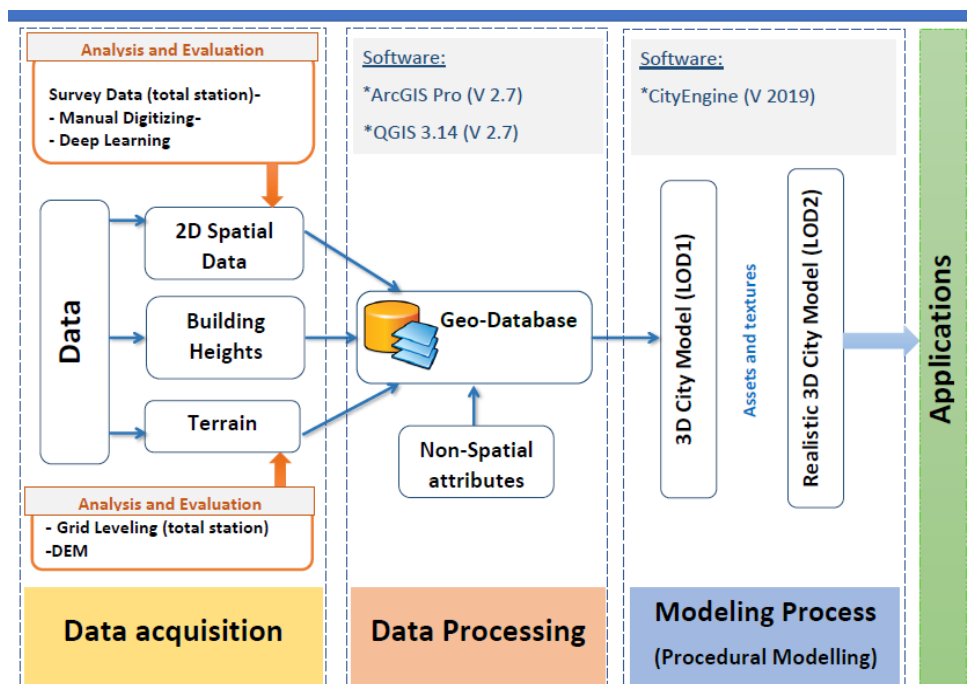 Analysis and Evaluation
Survey Data (total station)-
- Manual Digitizing-
- Deep Learning
Data
2D Spatial
Data
Building
Heights
Terrain
Analysis and Evaluation
- Grid Leveling (total station)
-DEM
Data acquisition
Software:
*ArcGIS Pro (V 2.7)
*QGIS 3.14 (V 2.7)
Geo-Database
Non-Spatial
attributes
Data Processing
Software:
*CityEngine (V 2019)
3D City Model (LOD1)
Assets and textures
Realistic 3D City Model (LOD2)
Modeling Process
(Procedural Modelling)
Applications